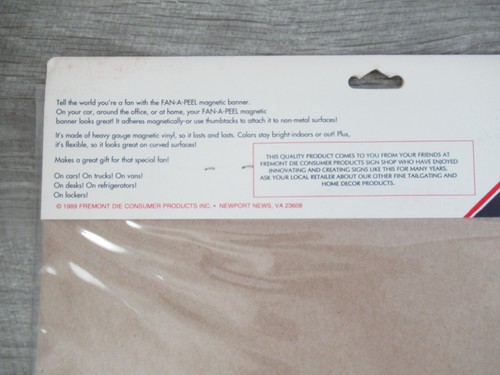 Tell the world you're a fan with the FAN-A-PEEL magnetic banner.
On your car, around the office, or at home, your FAN-A-PEEL magnetic
banner looks great! It adheres magnetically-or use thumbtacks to attach it to non-metal surfaces!
It's made of heavy gauge magnetic vinyl, so it lasts and lasts. Colors stay bright-indoors or out! Plus,
it's flexible, so it looks great on curved surfaces!
Makes a great gift for that special fan!
On cars! On trucks! On vans!
On desks! On refrigerators!
On lockers!
© 1989 FREMONT DIE CONSUMER PRODUCTS INC. • NEWPORT NEWS, VA 23608
THIS QUALITY PRODUCT COMES TO YOU FROM YOUR FRIENDS AT
FREMONT DIE CONSUMER PRODUCTS SIGN SHOP WHO HAVE ENJOYED
INNOVATING AND CREATING SIGNS LIKE THIS FOR MANY YEARS.
ASK YOUR LOCAL RETAILER ABOUT OUR OTHER FINE TAILGATING AND
HOME DECOR PRODUCTS.